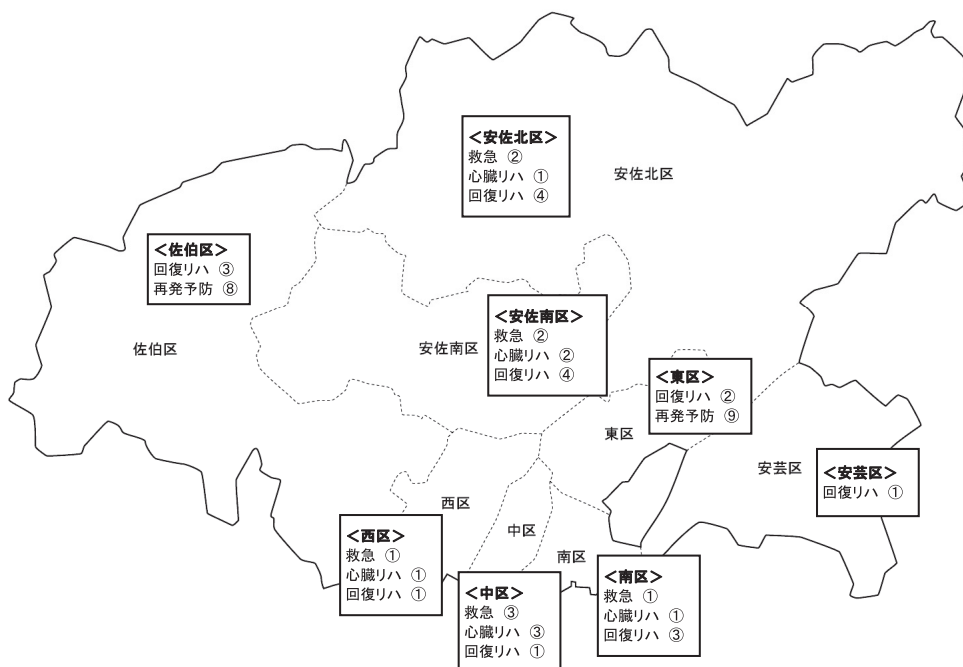 ＜安佐北区＞
救急 ②
心臓リハ ①
回復リハ ④
安佐北区
＜佐伯区＞
回復リハ ③
再発予防 ⑧
佐伯区
＜安佐南区＞
救急 ②
心臓リハ ②
回復リハ ④
安佐南区
＜東区＞
回復リハ ②
再発予防 ⑨
東区
安芸区
＜安芸区＞
回復リハ ①
西区
＜西区＞
救急 ①
心臓リハ ①
回復リハ ①
中区
＜中区＞
救急 ③
心臓リハ ③
回復リハ ①
南区
＜南区＞
救急 ①
心臓リハ ①
回復リハ ③